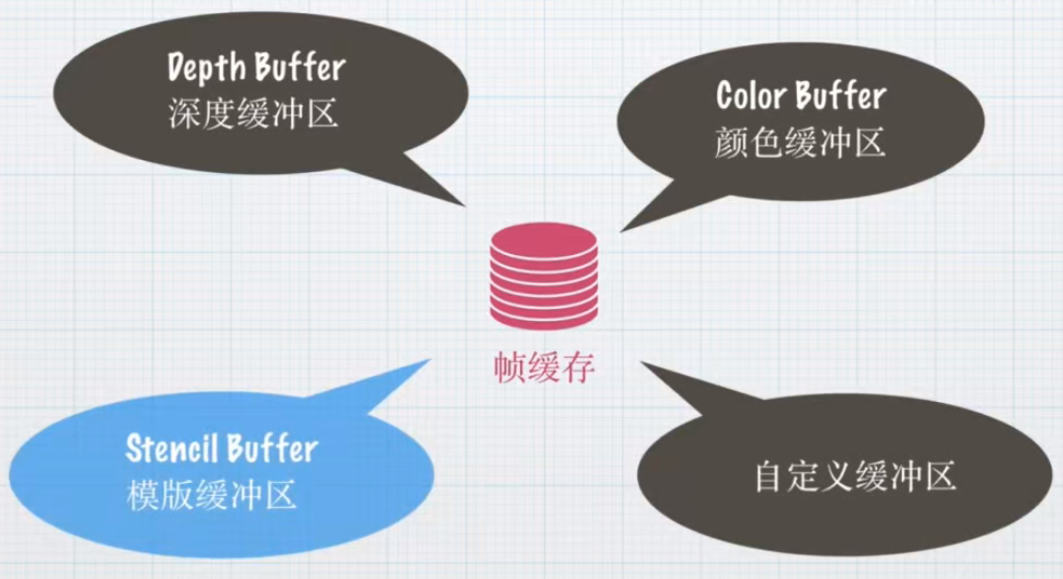 Depth Buffer
深度缓冲区
Color Buffer
颜色缓冲区
帧缓存
Stencil Buffer
模版缓冲区
自定义缓冲区